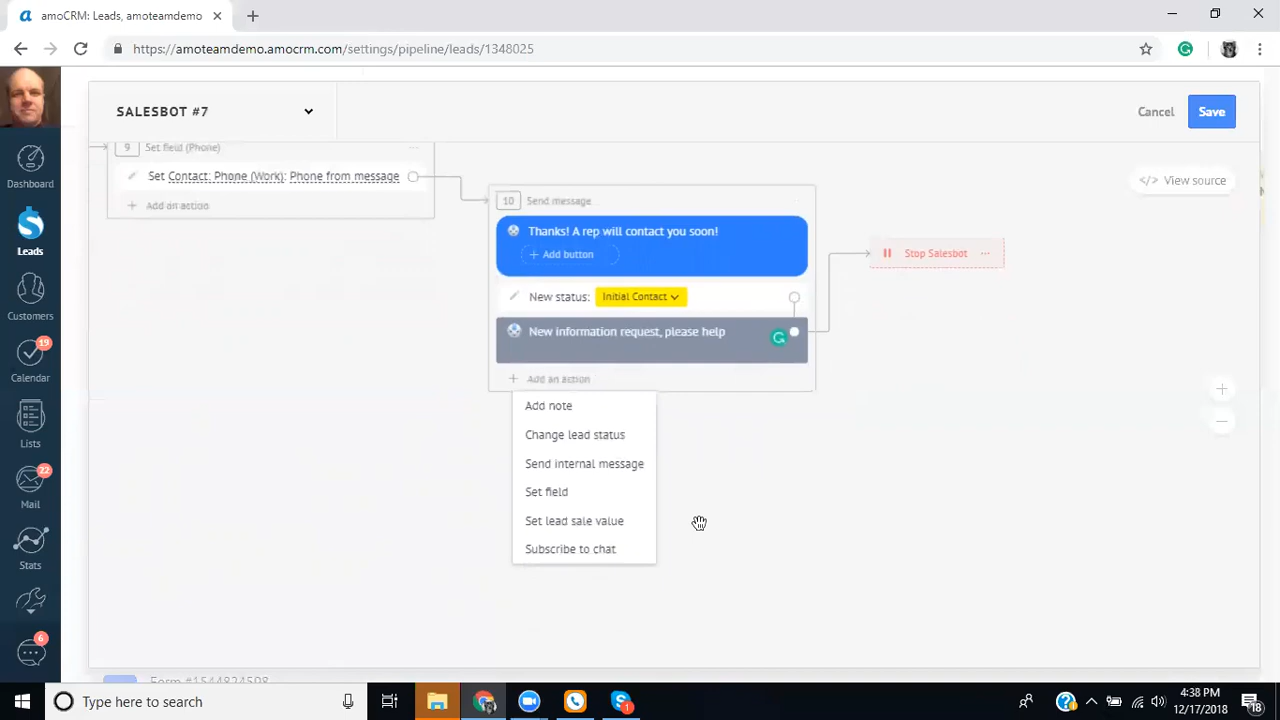 amoCRM: Leads, amoteamdemo
https://amoteamdemo.amocrm.com/settings/pipeline/leads/1348025
SALESBOT #7
Cancel
Save
9 Set field (Phone)
</> View source
Set Contact: Phone (Work): Phone from message
+ Add an action
10 Send message
Thanks! A rep will contact you soon!
+ Add button
Stop Salesbot ...
New status: Initial Contact
New information request, please help
+ Add an action
Add note
Change lead status
Send internal message
Set field
Set lead sale value
Subscribe to chat
Dashboard
Leads
Customers
19
Calendar
Lists
22
Mail
Stats
6
Form #1544824508
Type here to search
1
4:38 PM
12/17/2018
18